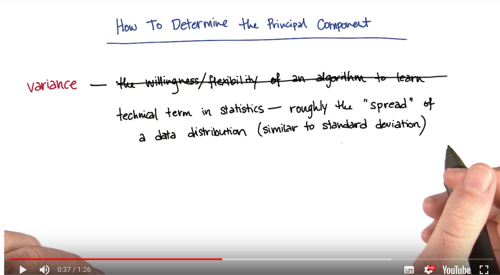 How To Determine the Principal Component
variance — the willingness/flexibility of an algorithm to learn
technical term in statistics — roughly the "spread" of
a data distribution (similar to standard deviation)
0:37 / 1:26
YouTube